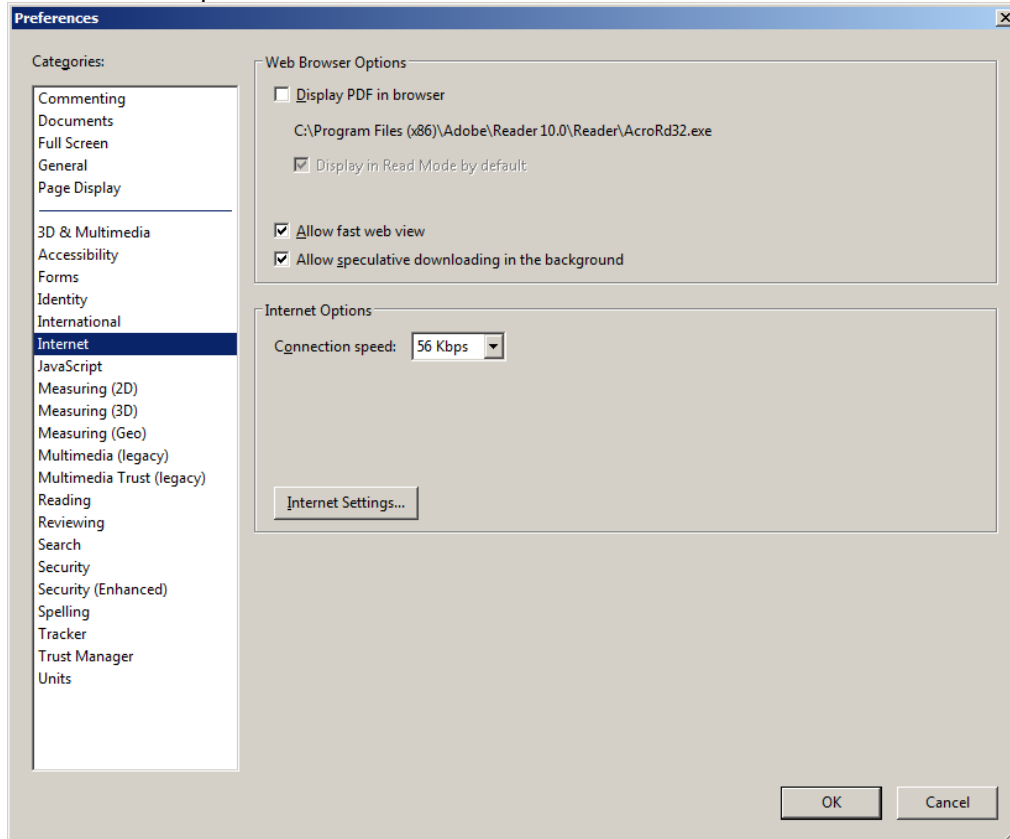 Preferences
Categories:
Commenting
Documents
Full Screen
General
Page Display
3D & Multimedia
Accessibility
Forms
Identity
International
Internet
JavaScript
Measuring (2D)
Measuring (3D)
Measuring (Geo)
Multimedia (legacy)
Multimedia Trust (legacy)
Reading
Reviewing
Search
Security
Security (Enhanced)
Spelling
Tracker
Trust Manager
Units
Web Browser Options
Display PDF in browser
C:\Program Files (x86)\Adobe\Reader 10.0\Reader\AcroRd32.exe
Display in Read Mode by default
Allow fast web view
Allow speculative downloading in the background
Internet Options
Connection speed: 56 Kbps
Internet Settings...
OK Cancel